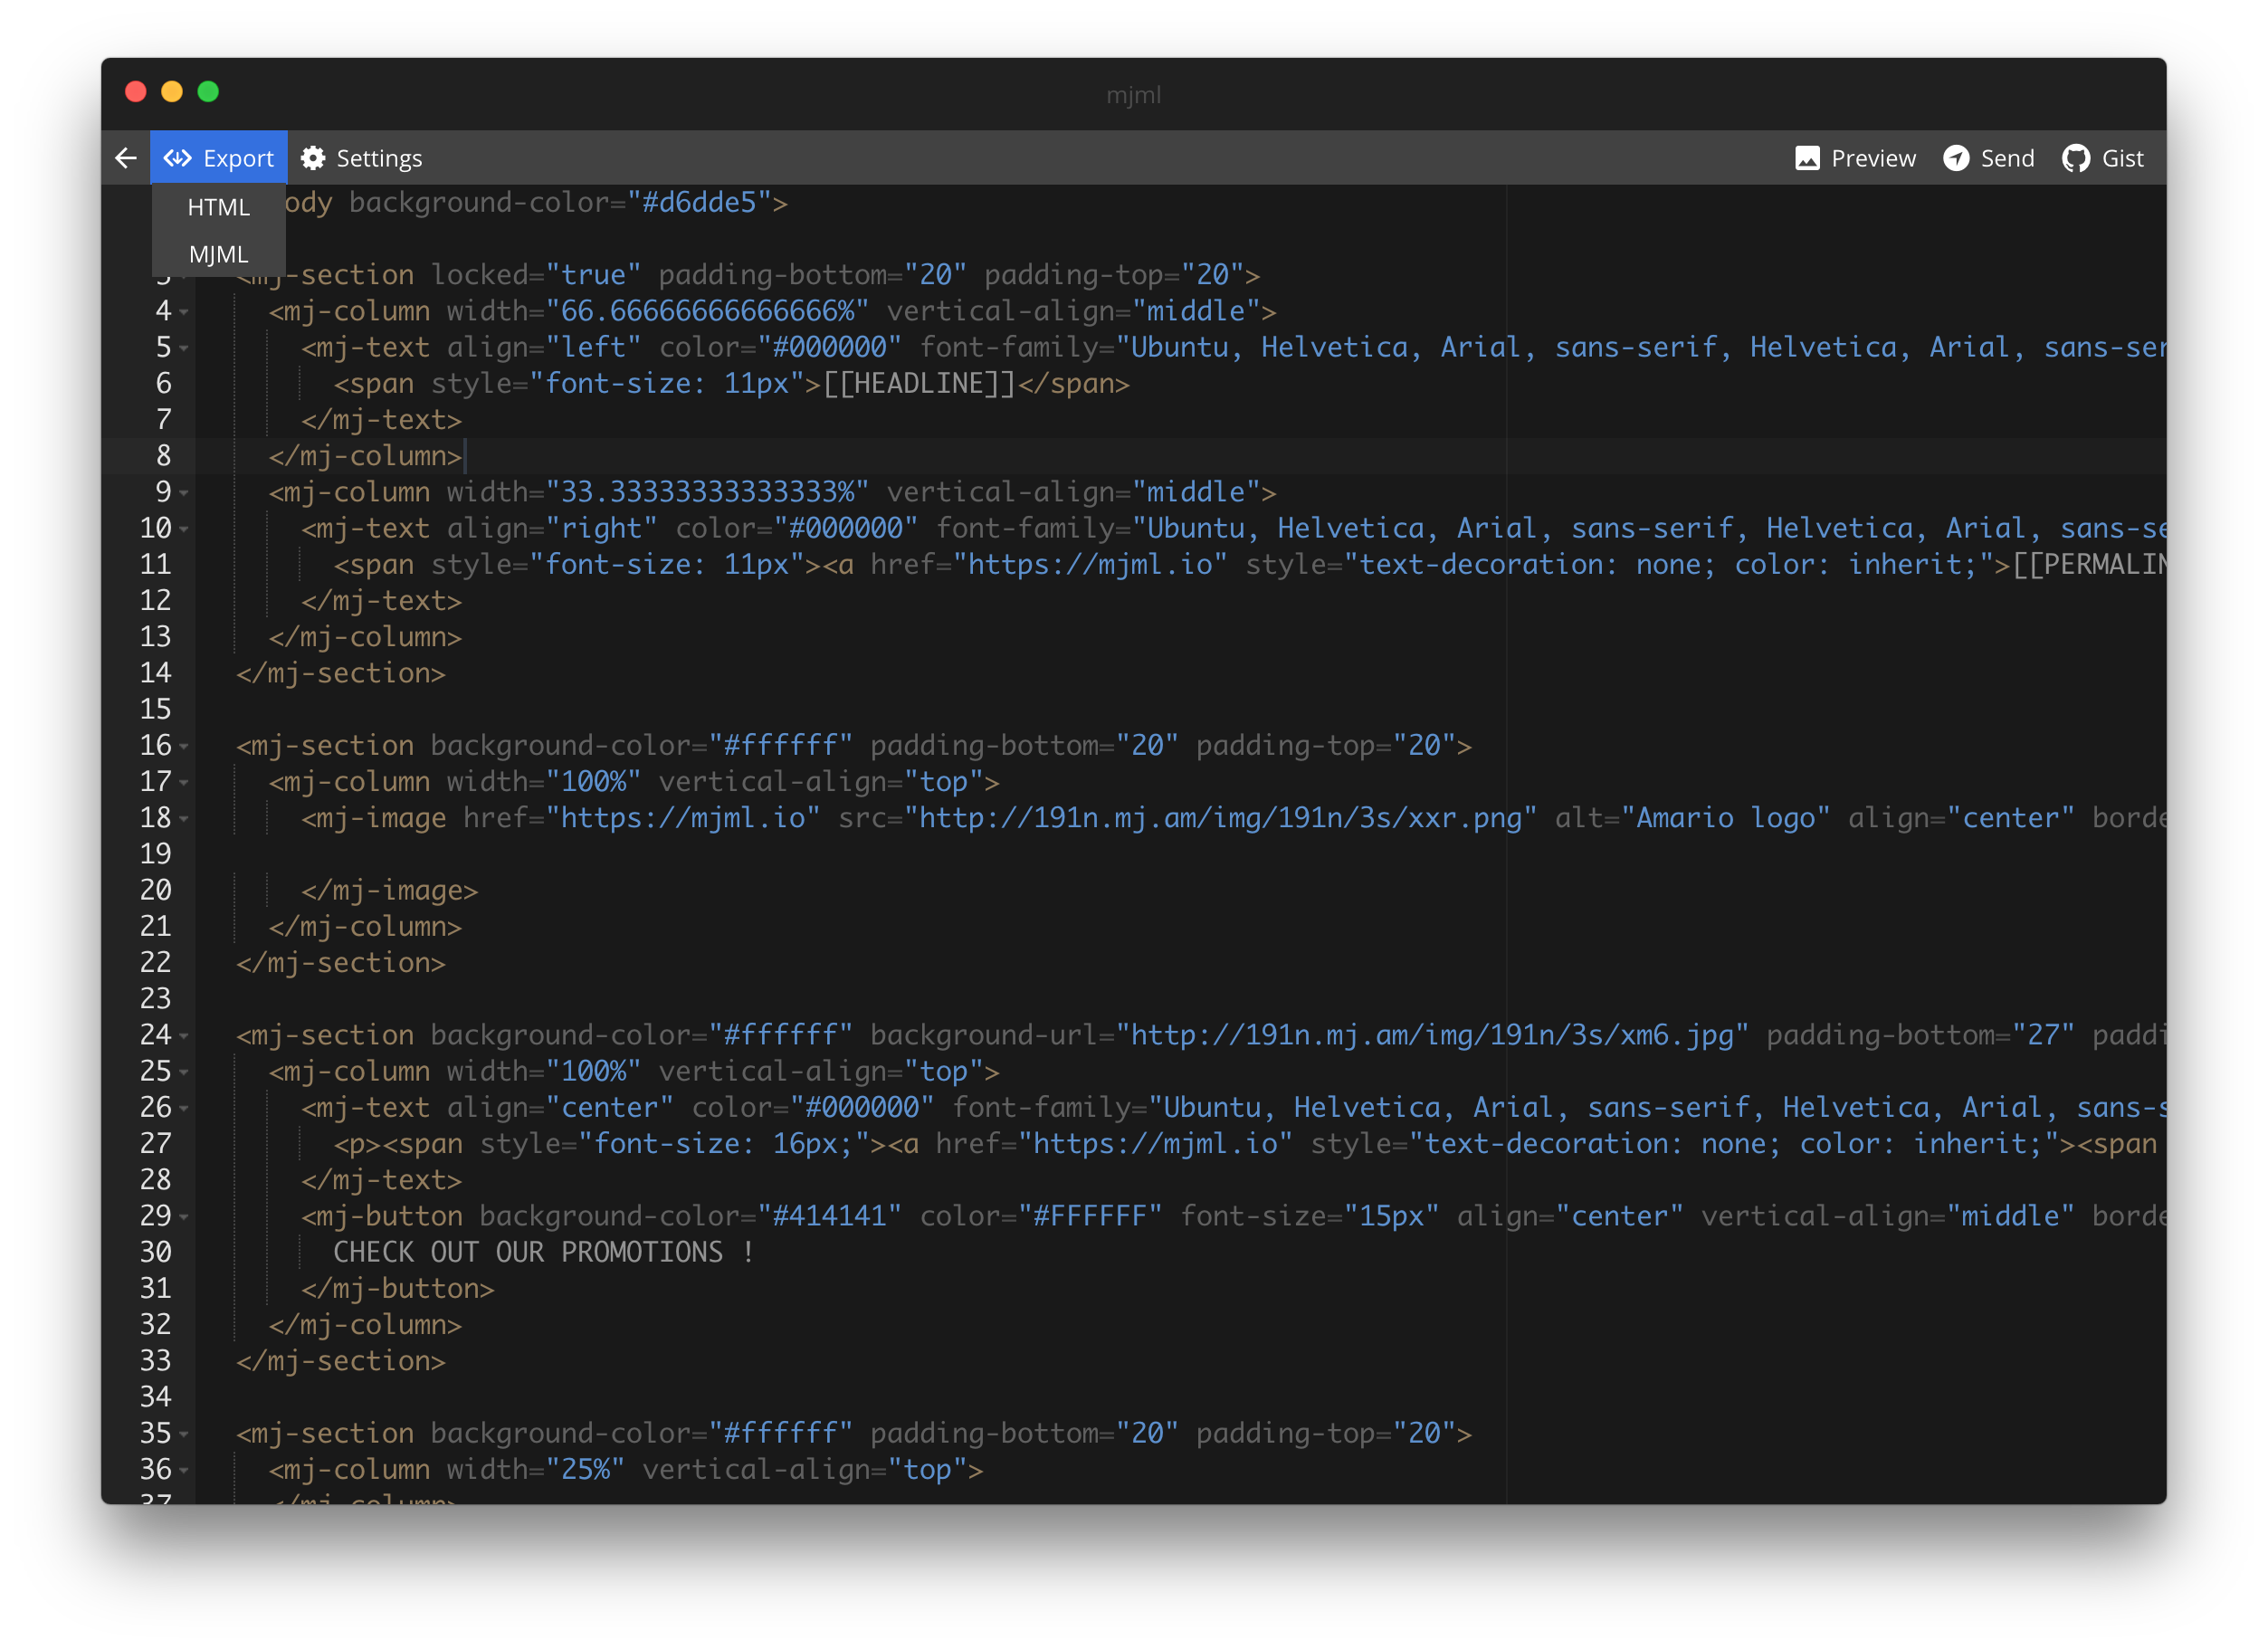 mjml
Export Settings Preview Send Gist
HTML
MJML
ody background-color="#d6dde5">
3 <mj-section locked="true" padding-bottom="20" padding-top="20">
4 <mj-column width="66.66666666666666%" vertical-align="middle">
5 <mj-text align="left" color="#000000" font-family="Ubuntu, Helvetica, Arial, sans-serif, Helvetica, Arial, sans-ser
6 <span style="font-size: 11px">[[HEADLINE]]</span>
7 </mj-text>
8 </mj-column>
9 <mj-column width="33.33333333333333%" vertical-align="middle">
10 <mj-text align="right" color="#000000" font-family="Ubuntu, Helvetica, Arial, sans-serif, Helvetica, Arial, sans-se
11 <span style="font-size: 11px"><a href="https://mjml.io" style="text-decoration: none; color: inherit;">[[PERMALIN
12 </mj-text>
13 </mj-column>
14 </mj-section>
15
16 <mj-section background-color="#ffffff" padding-bottom="20" padding-top="20">
17 <mj-column width="100%" vertical-align="top">
18 <mj-image href="https://mjml.io" src="http://191n.mj.am/img/191n/3s/xxr.png" alt="Amario logo" align="center" borde
19
20 </mj-image>
21 </mj-column>
22 </mj-section>
23
24 <mj-section background-color="#ffffff" background-url="http://191n.mj.am/img/191n/3s/xm6.jpg" padding-bottom="27" paddi
25 <mj-column width="100%" vertical-align="top">
26 <mj-text align="center" color="#000000" font-family="Ubuntu, Helvetica, Arial, sans-serif, Helvetica, Arial, sans-s
27 <p><span style="font-size: 16px;"><a href="https://mjml.io" style="text-decoration: none; color: inherit;"><span
28 </mj-text>
29 <mj-button background-color="#414141" color="#FFFFFF" font-size="15px" align="center" vertical-align="middle" borde
30 CHECK OUT OUR PROMOTIONS !
31 </mj-button>
32 </mj-column>
33 </mj-section>
34
35 <mj-section background-color="#ffffff" padding-bottom="20" padding-top="20">
36 <mj-column width="25%" vertical-align="top">
37 </mj-column>